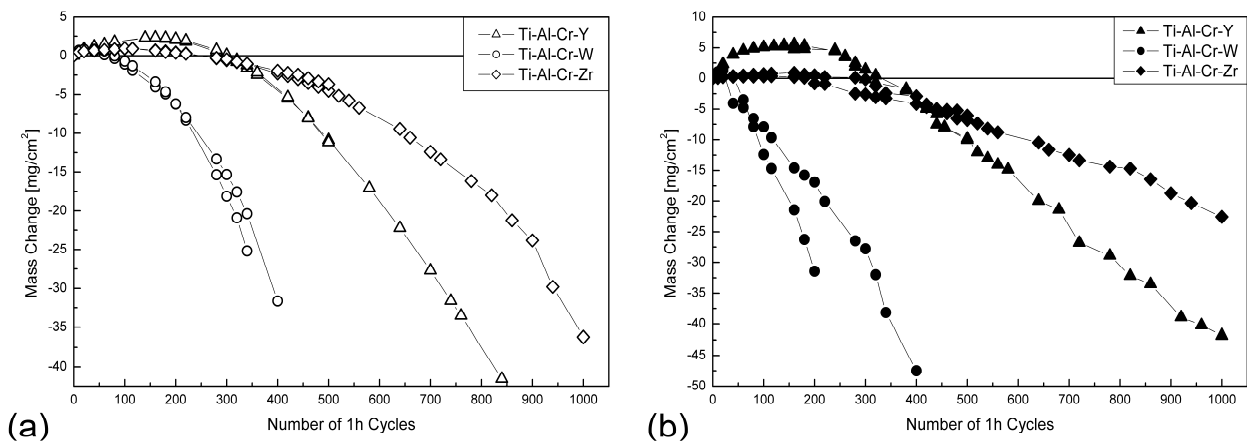 5
0
-5
-10
-15
-20
-25
-30
-35
-40
Mass Change [mg/cm²]
0 100 200 300 400 500 600 700 800 900 1000
Number of 1h Cycles
Ti-Al-Cr-Y
Ti-Al-Cr-W
Ti-Al-Cr-Zr
(a)
10
5
0
-5
-10
-15
-20
-25
-30
-35
-40
-45
-50
Mass Change [mg/cm²]
0 100 200 300 400 500 600 700 800 900 1000
Number of 1h Cycles
Ti-Al-Cr-Y
Ti-Al-Cr-W
Ti-Al-Cr-Zr
(b)